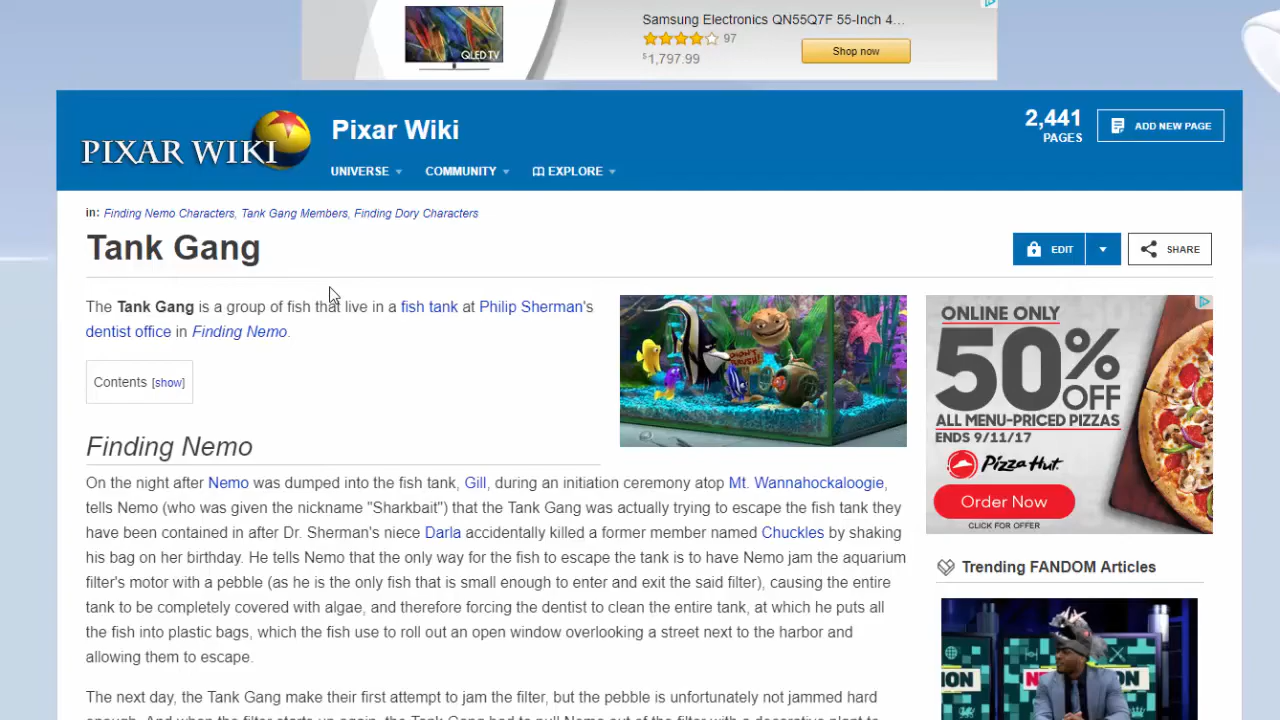 Samsung Electronics QN55Q7F 55-Inch 4...
97
QLED TV
$1,797.99
Shop now
PIXAR WIKI
Pixar Wiki
2,441
PAGES
ADD NEW PAGE
UNIVERSE
COMMUNITY
EXPLORE
in: Finding Nemo Characters, Tank Gang Members, Finding Dory Characters
Tank Gang
EDIT
SHARE
The Tank Gang is a group of fish that live in a fish tank at Philip Sherman's
dentist office in Finding Nemo.
Contents [show]
Finding Nemo
On the night after Nemo was dumped into the fish tank, Gill, during an initiation ceremony atop Mt. Wannahockaloogie,
tells Nemo (who was given the nickname "Sharkbait") that the Tank Gang was actually trying to escape the fish tank they
have been contained in after Dr. Sherman's niece Darla accidentally killed a former member named Chuckles by shaking
his bag on her birthday. He tells Nemo that the only way for the fish to escape the tank is to have Nemo jam the aquarium
filter's motor with a pebble (as he is the only fish that is small enough to enter and exit the said filter), causing the entire
tank to be completely covered with algae, and therefore forcing the dentist to clean the entire tank, at which he puts all
the fish into plastic bags, which the fish use to roll out an open window overlooking a street next to the harbor and
allowing them to escape.
The next day, the Tank Gang make their first attempt to jam the filter, but the pebble is unfortunately not jammed hard
ONLINE ONLY
50%
OFF
ALL MENU-PRICED PIZZAS
ENDS 9/11/17
Pizza Hut
Order Now
CLICK FOR OFFER
Trending FANDOM Articles